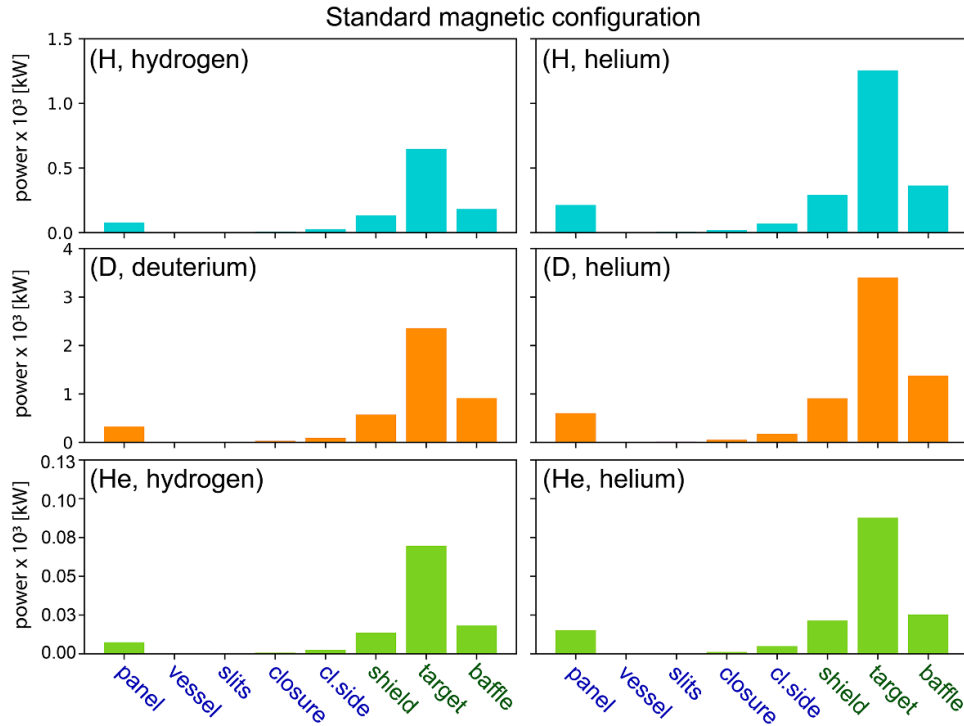 Standard magnetic configuration
(H, hydrogen)
(H, helium)
power x 10³ [kW]
1.5
1.0
0.5
0.0
(D, deuterium)
(D, helium)
power x 10³ [kW]
4
3
2
1
0
(He, hydrogen)
(He, helium)
power x 10³ [kW]
0.13
0.10
0.08
0.05
0.03
0.00
panel vessel slits closure cl.side shield target baffle
panel vessel slits closure cl.side shield target baffle